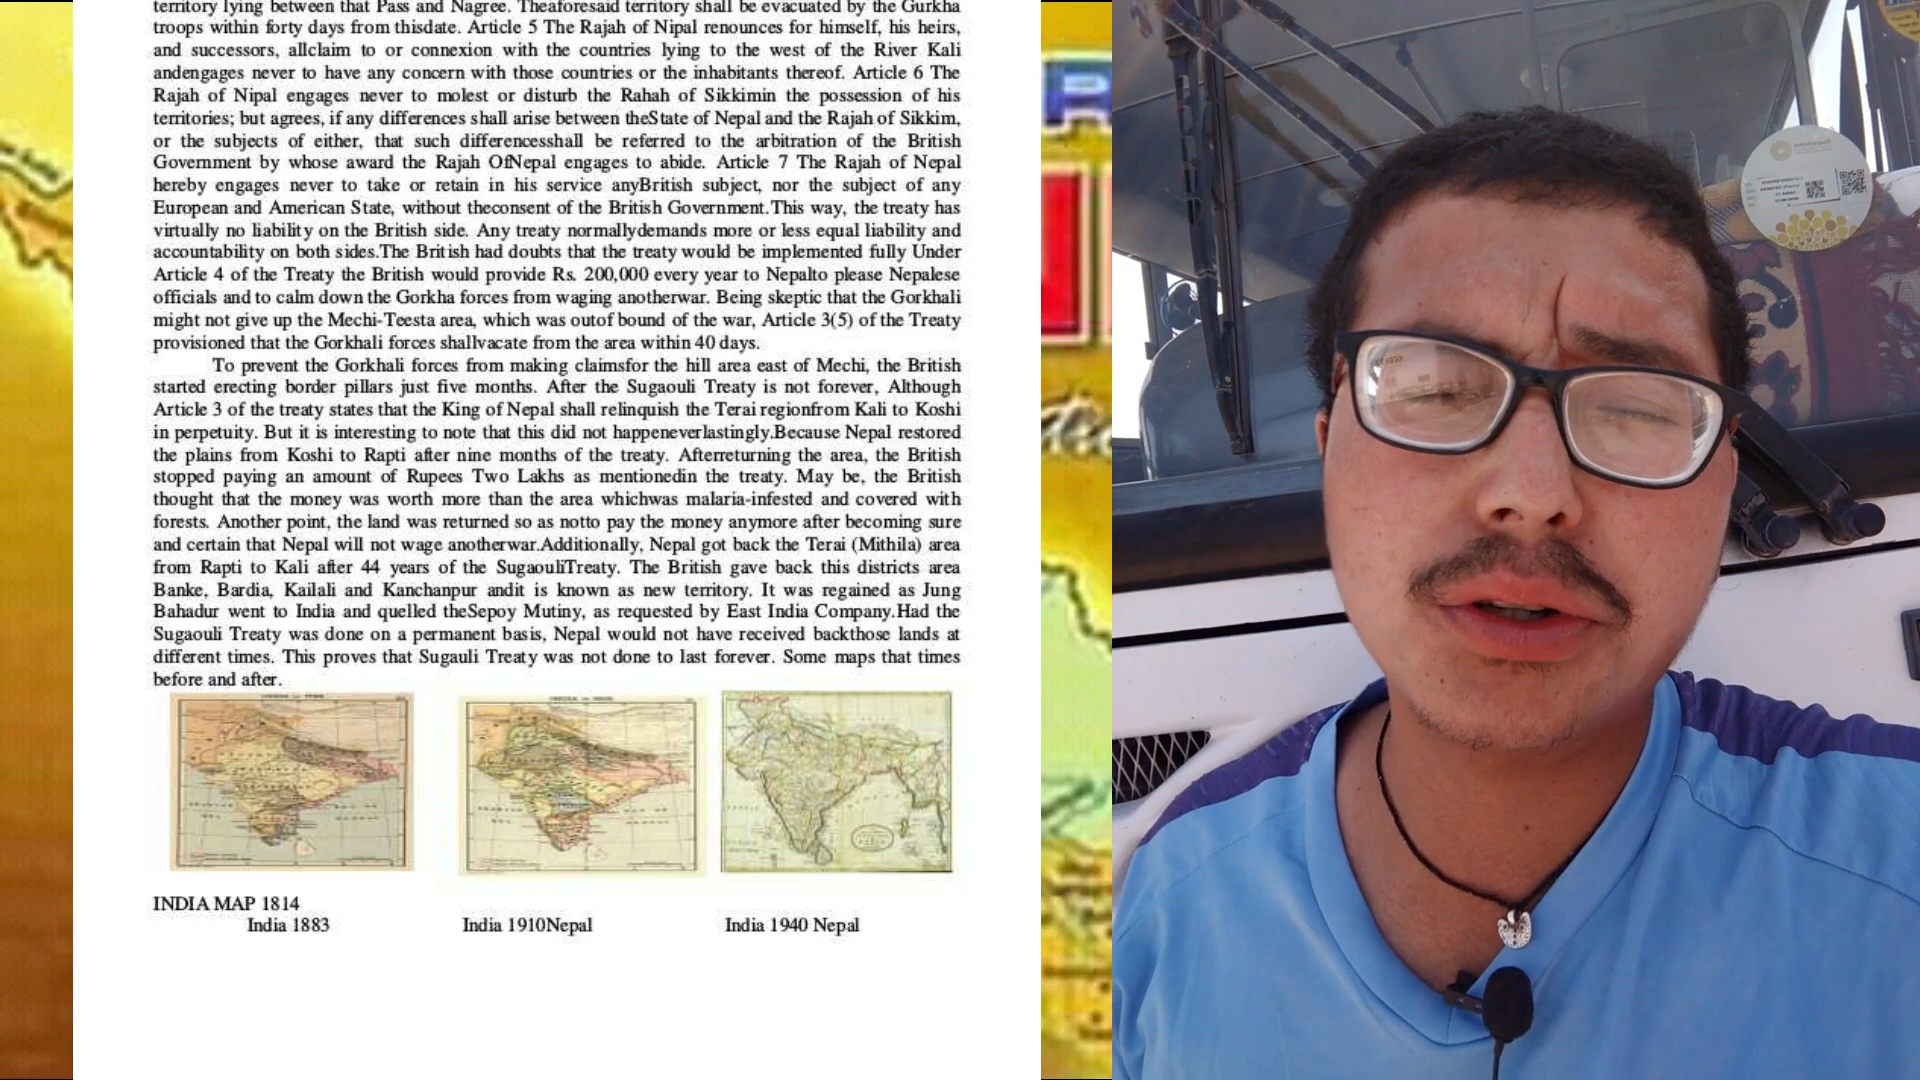 territory lying between that Pass and Nagree. Theaforesaid territory shall be evacuated by the Gurkha
troops within forty days from thisdate. Article 5 The Rajah of Nipal renounces for himself, his heirs,
and successors, allclaim to or connexion with the countries lying to the west of the River Kali
andengages never to have any concern with those countries or the inhabitants thereof. Article 6 The
Rajah of Nipal engages never to molest or disturb the Rahah of Sikkimin the possession of his
territories; but agrees, if any differences shall arise between theState of Nepal and the Rajah of Sikkim,
or the subjects of either, that such differencesshall be referred to the arbitration of the British
Government by whose award the Rajah OfNepal engages to abide. Article 7 The Rajah of Nepal
hereby engages never to take or retain in his service anyBritish subject, nor the subject of any
European and American State, without theconsent of the British Government.This way, the treaty has
virtually no liability on the British side. Any treaty normallydemands more or less equal liability and
accountability on both sides.The British had doubts that the treaty would be implemented fully Under
Article 4 of the Treaty the British would provide Rs. 200,000 every year to Nepalto please Nepalese
officials and to calm down the Gorkha forces from waging anotherwar. Being skeptic that the Gorkhali
might not give up the Mechi-Teesta area, which was outof bound of the war, Article 3(5) of the Treaty
provisioned that the Gorkhali forces shallvacate from the area within 40 days.
To prevent the Gorkhali forces from making claimsfor the hill area east of Mechi, the British
started erecting border pillars just five months. After the Sugaouli Treaty is not forever, Although
Article 3 of the treaty states that the King of Nepal shall relinquish the Terai regionfrom Kali to Koshi
in perpetuity. But it is interesting to note that this did not happeneverlastingly.Because Nepal restored
the plains from Koshi to Rapti after nine months of the treaty. Afterreturning the area, the British
stopped paying an amount of Rupees Two Lakhs as mentionedin the treaty. May be, the British
thought that the money was worth more than the area whichwas malaria-infested and covered with
forests. Another point, the land was returned so as notto pay the money anymore after becoming sure
and certain that Nepal will not wage anotherwar.Additionally, Nepal got back the Terai (Mithila) area
from Rapti to Kali after 44 years of the SugaouliTreaty. The British gave back this districts area
Banke, Bardia, Kailali and Kanchanpur andit is known as new territory. It was regained as Jung
Bahadur went to India and quelled theSepoy Mutiny, as requested by East India Company.Had the
Sugaouli Treaty was done on a permanent basis, Nepal would not have received backthose lands at
different times. This proves that Sugauli Treaty was not done to last forever. Some maps that times
before and after.
INDIA MAP 1814
India 1883 India 1910Nepal India 1940 Nepal